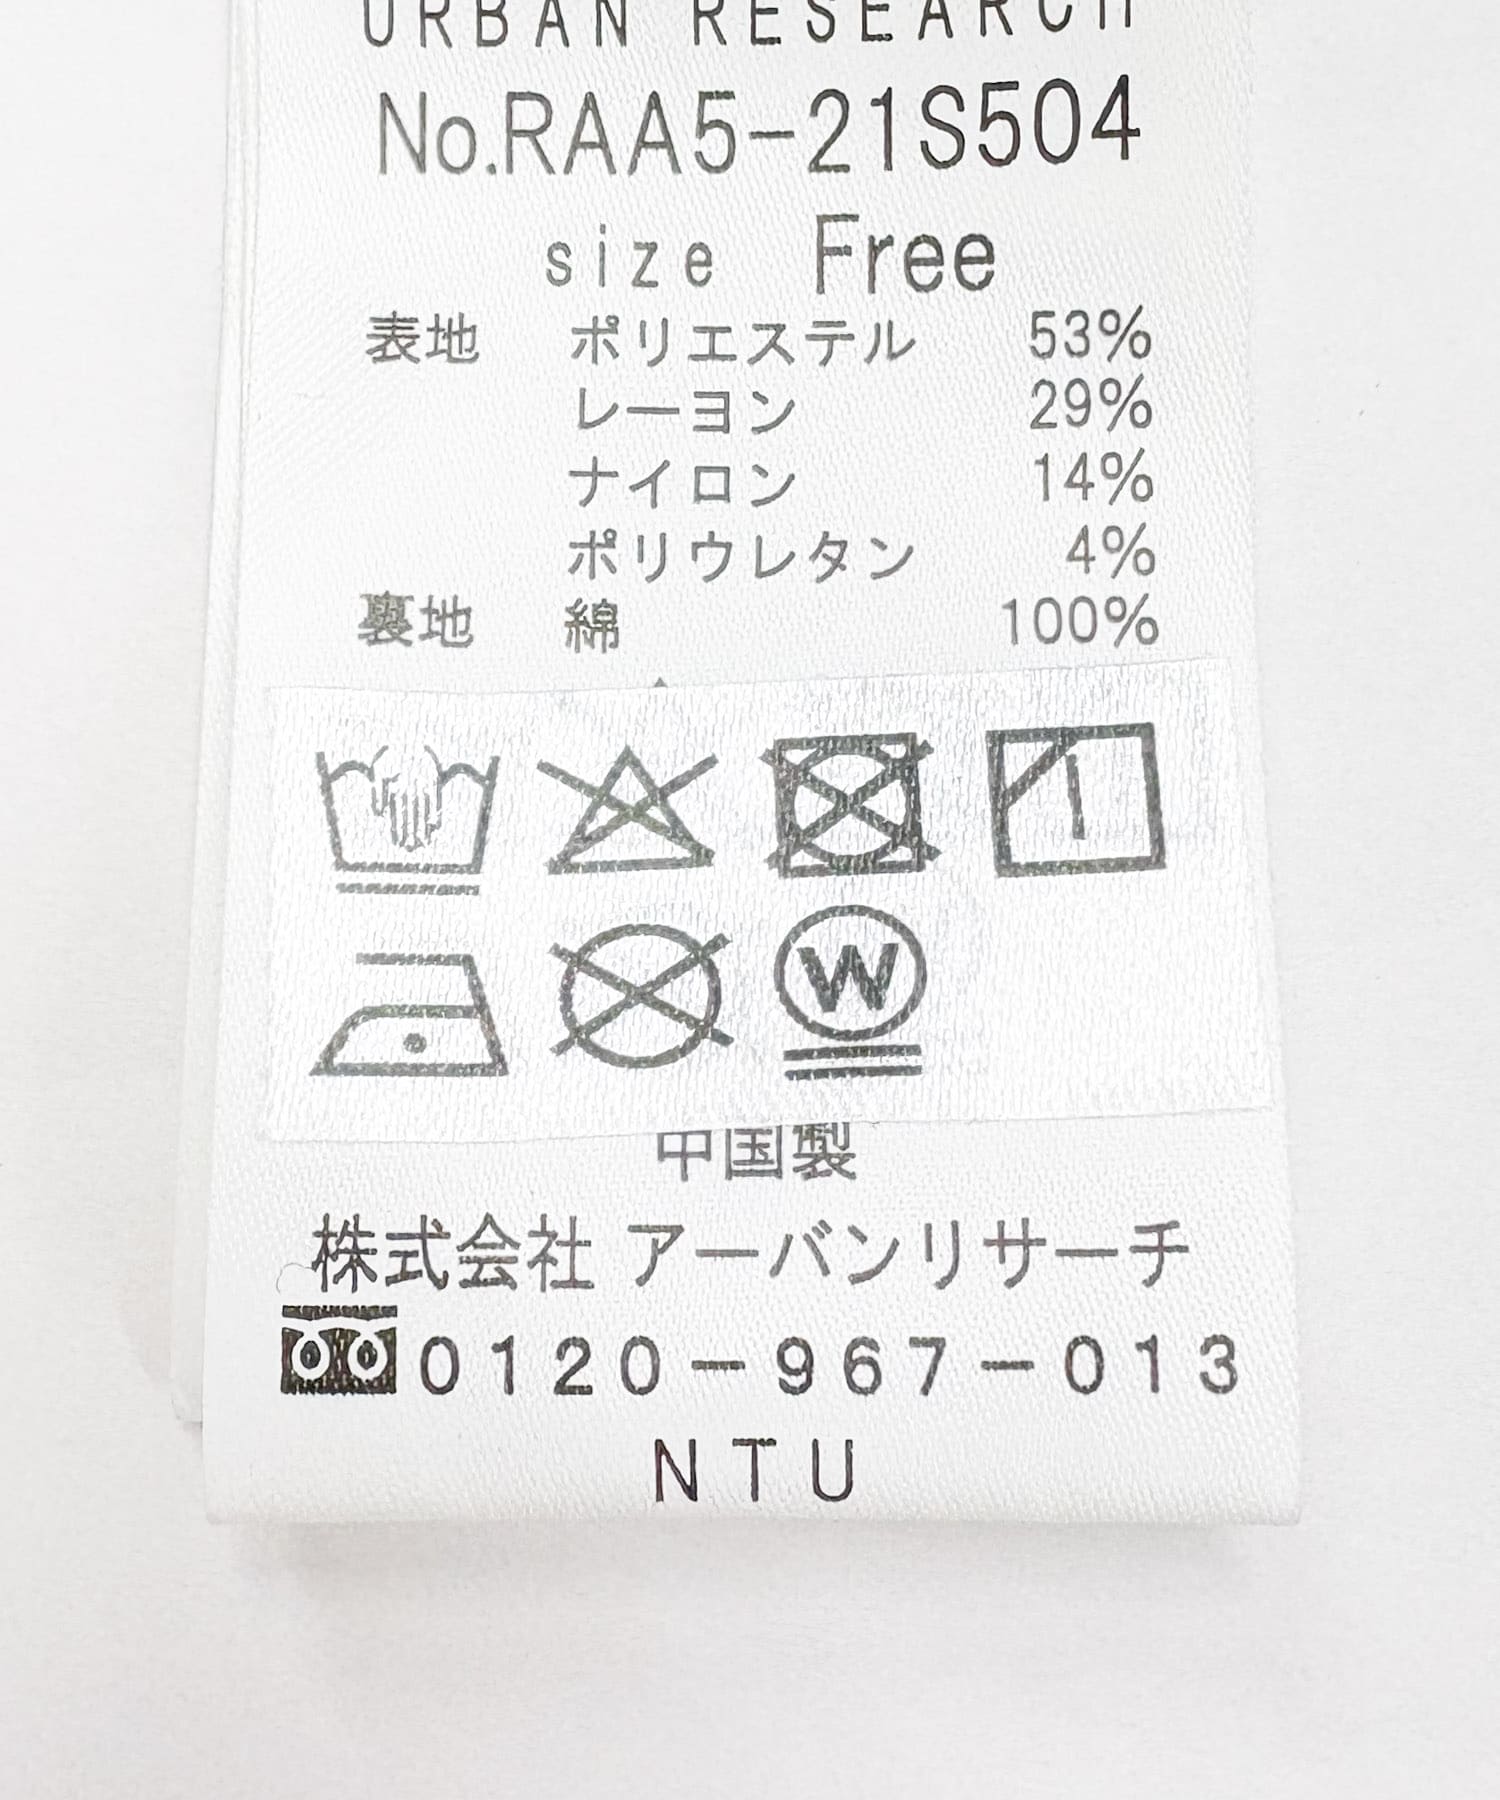 URBAN RESEARCH
No.RAA5-21S504
size Free
表地 ポリエステル 53%
レーヨン 29%
ナイロン 14%
ポリウレタン 4%
裏地 綿 100%
W
中国製
株式会社 アーバンリサーチ
0120-967-013
NTU